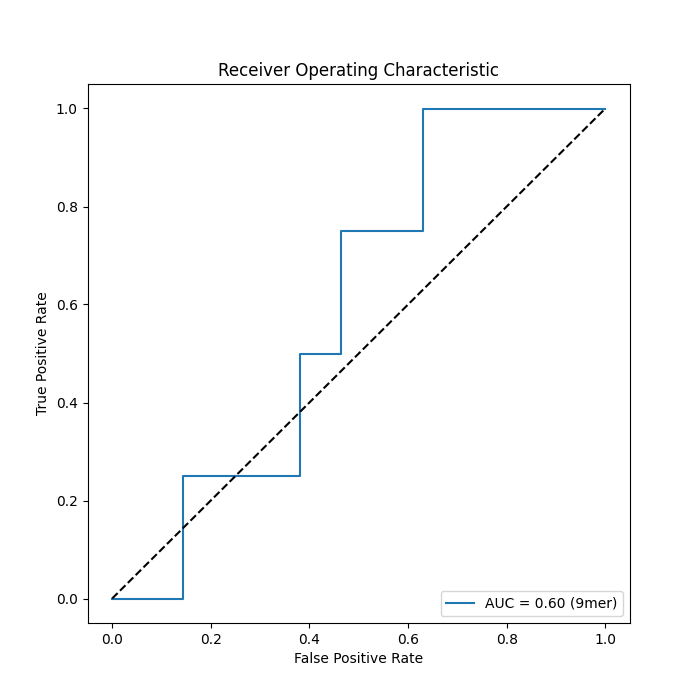 Receiver Operating Characteristic
1.0
0.8
0.6
0.4
0.2
0.0
True Positive Rate
AUC = 0.60 (9mer)
0.0 0.2 0.4 0.6 0.8 1.0
False Positive Rate